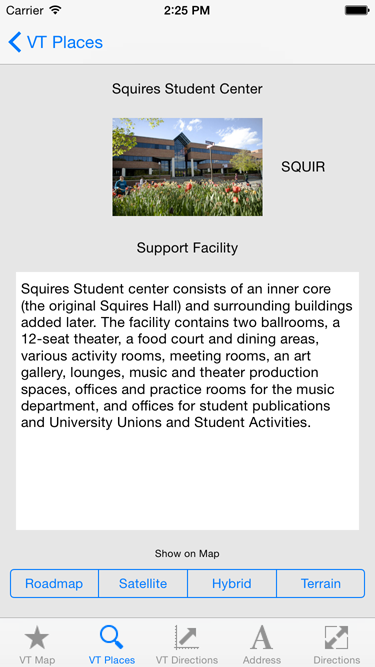 Carrier 2:25 PM
VT Places
Squires Student Center
SQUIR
Support Facility
Squires Student center consists of an inner core
(the original Squires Hall) and surrounding buildings
added later. The facility contains two ballrooms, a
12-seat theater, a food court and dining areas,
various activity rooms, meeting rooms, an art
gallery, lounges, music and theater production
spaces, offices and practice rooms for the music
department, and offices for student publications
and University Unions and Student Activities.
Show on Map
Roadmap Satellite Hybrid Terrain
VT Map VT Places VT Directions Address Directions